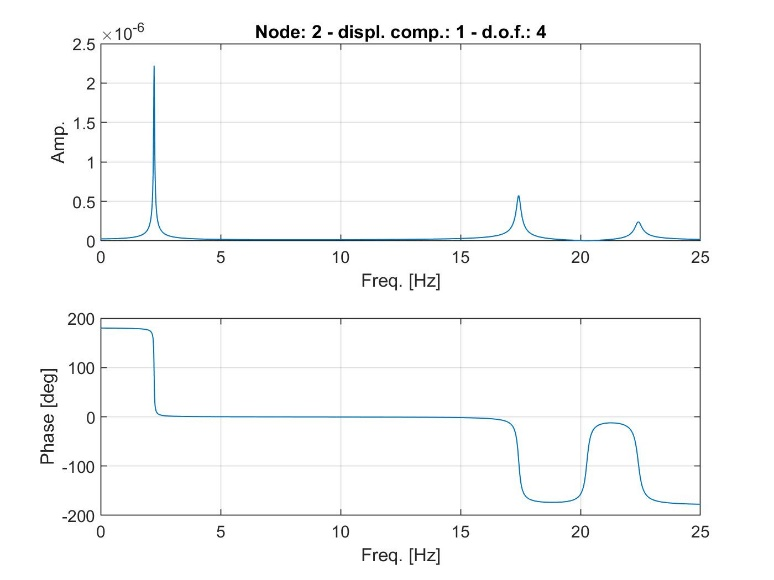 Node: 2 - displ. comp.: 1 - d.o.f.: 4
×10⁻⁶
2.5
2
1.5
1
0.5
0
Amp.
0 5 10 15 20 25
Freq. [Hz]
200
100
0
-100
-200
Phase [deg]
0 5 10 15 20 25
Freq. [Hz]